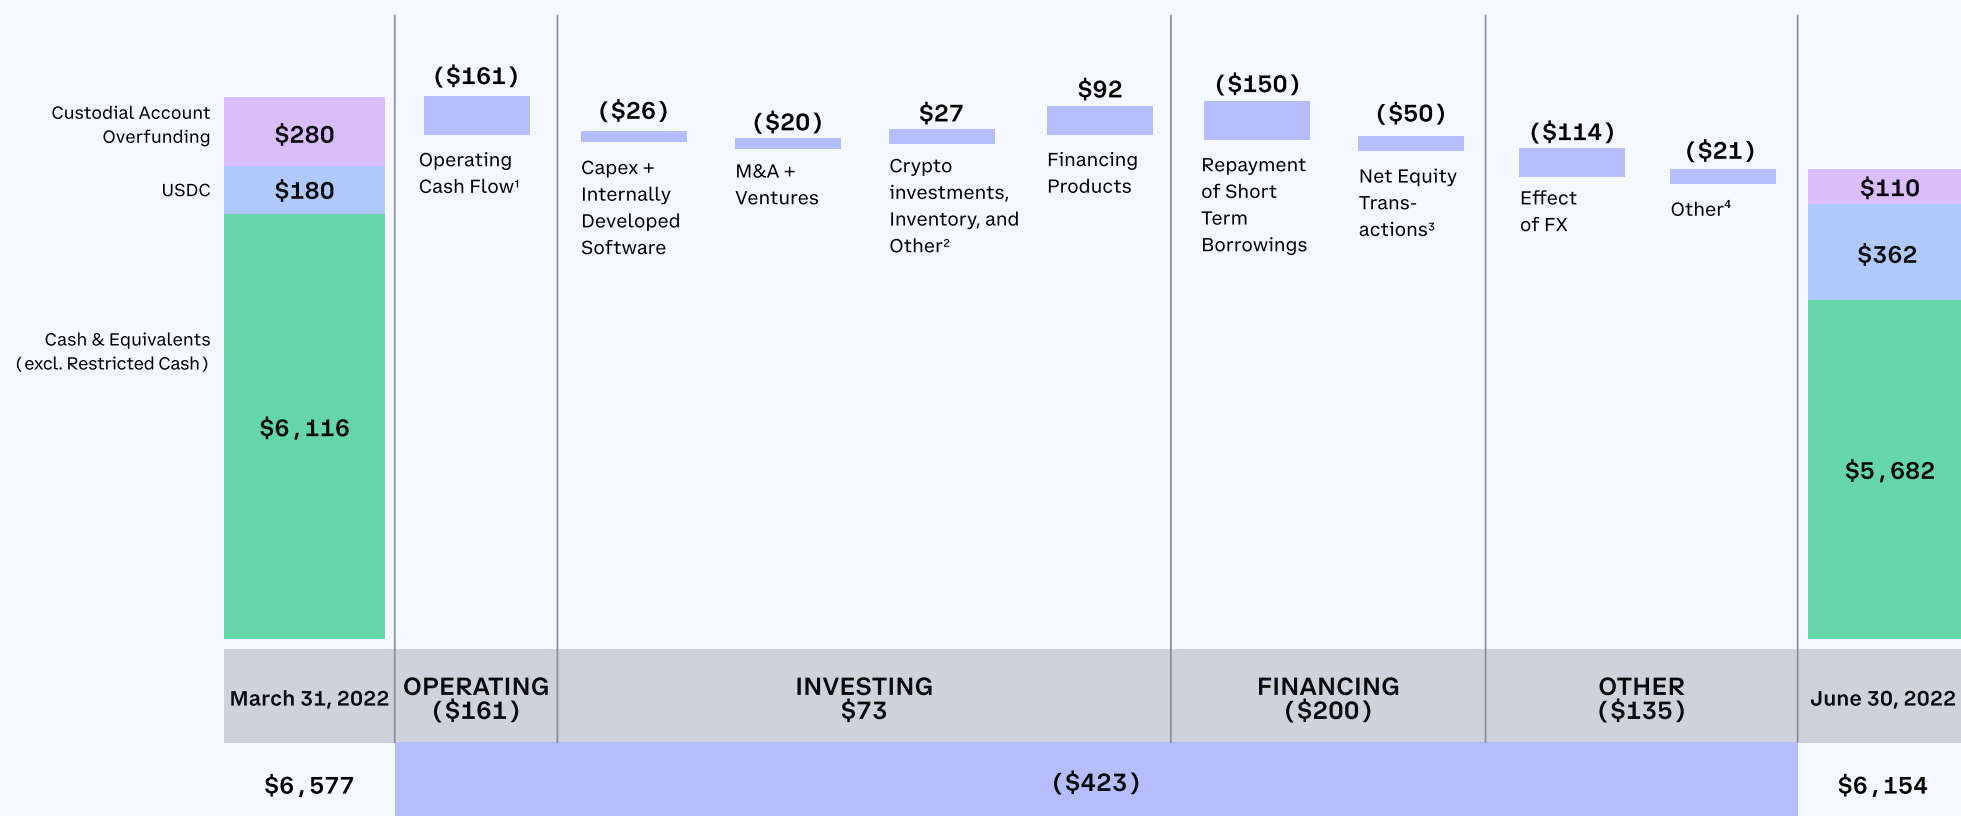 Custodial Account
Overfunding
$280
USDC
$180
Cash & Equivalents
(excl. Restricted Cash)
$6,116
($161)
Operating
Cash Flow¹
($26)
Capex +
Internally
Developed
Software
($20)
M&A +
Ventures
$27
Crypto
investments,
Inventory, and
Other²
$92
Financing
Products
($150)
Repayment
of Short
Term
Borrowings
($50)
Net Equity
Trans-
actions³
($114)
Effect
of FX
($21)
Other⁴
$110
$362
$5,682
March 31, 2022
OPERATING
($161)
INVESTING
$73
FINANCING
($200)
OTHER
($135)
June 30, 2022
$6,577
($423)
$6,154